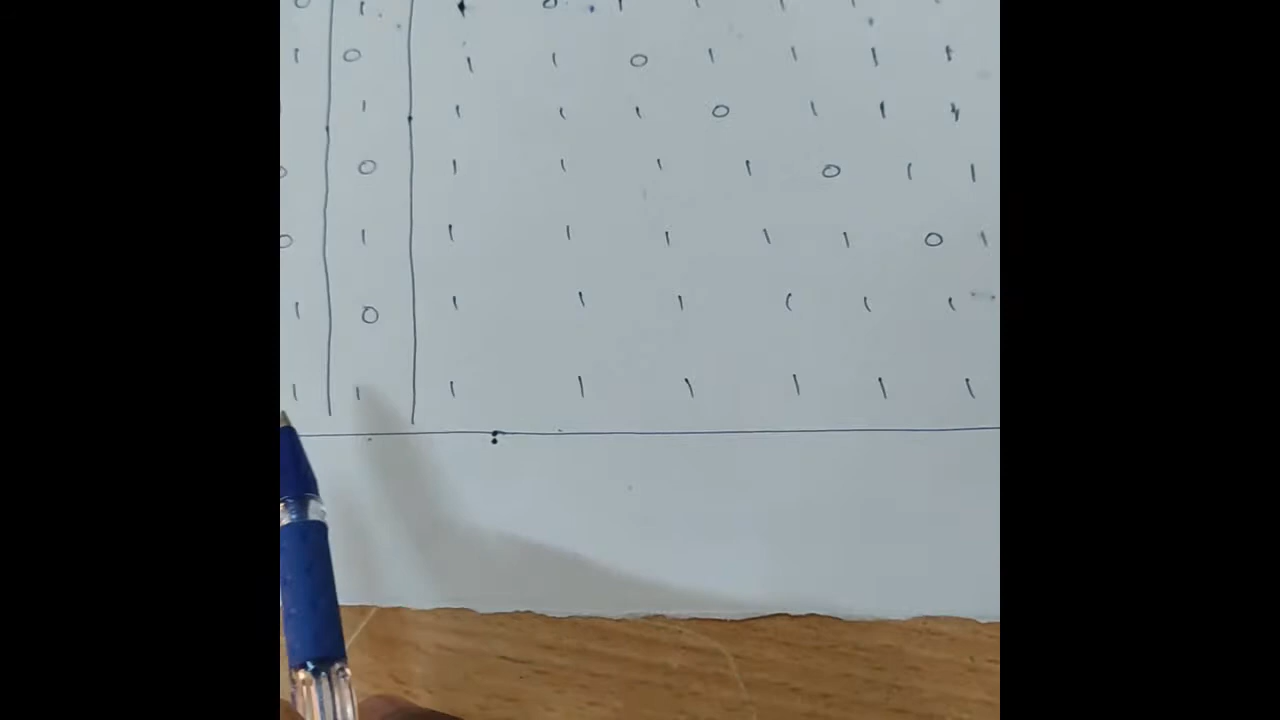 1 0 1 1 0 1 1 1 1
1 1 1 1 0 1 1 1
0 0 1 1 1 1 0 1 1
0 1 1 1 1 1 1 0 1
1 0 1 1 1 1 1 1
1 1 1 1 1 1 1 1